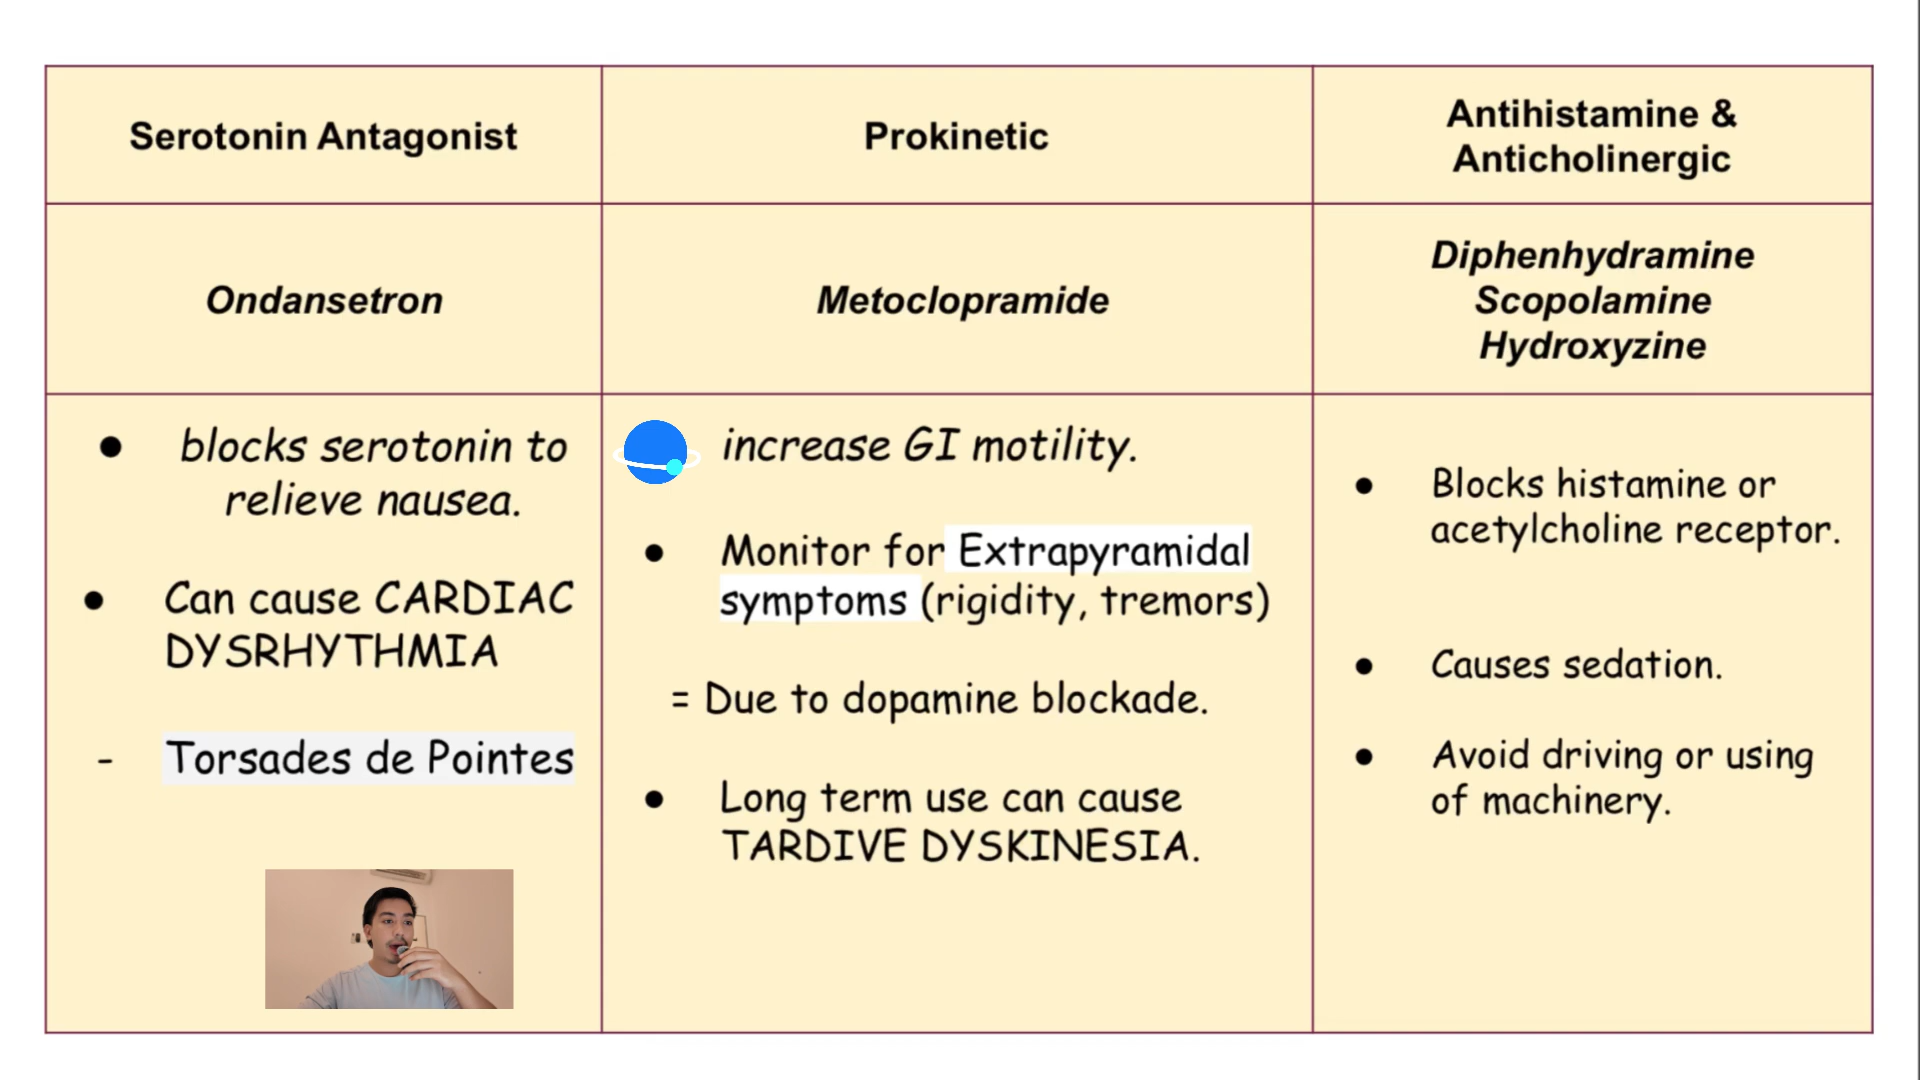 Serotonin Antagonist
Prokinetic
Antihistamine &
Anticholinergic
Ondansetron
Metoclopramide
Diphenhydramine
Scopolamine
Hydroxyzine
● blocks serotonin to
relieve nausea.
● Can cause CARDIAC
DYSRHYTHMIA
- Torsades de Pointes
increase GI motility.
● Monitor for Extrapyramidal
symptoms (rigidity, tremors)
= Due to dopamine blockade.
● Long term use can cause
TARDIVE DYSKINESIA.
● Blocks histamine or
acetylcholine receptor.
● Causes sedation.
● Avoid driving or using
of machinery.